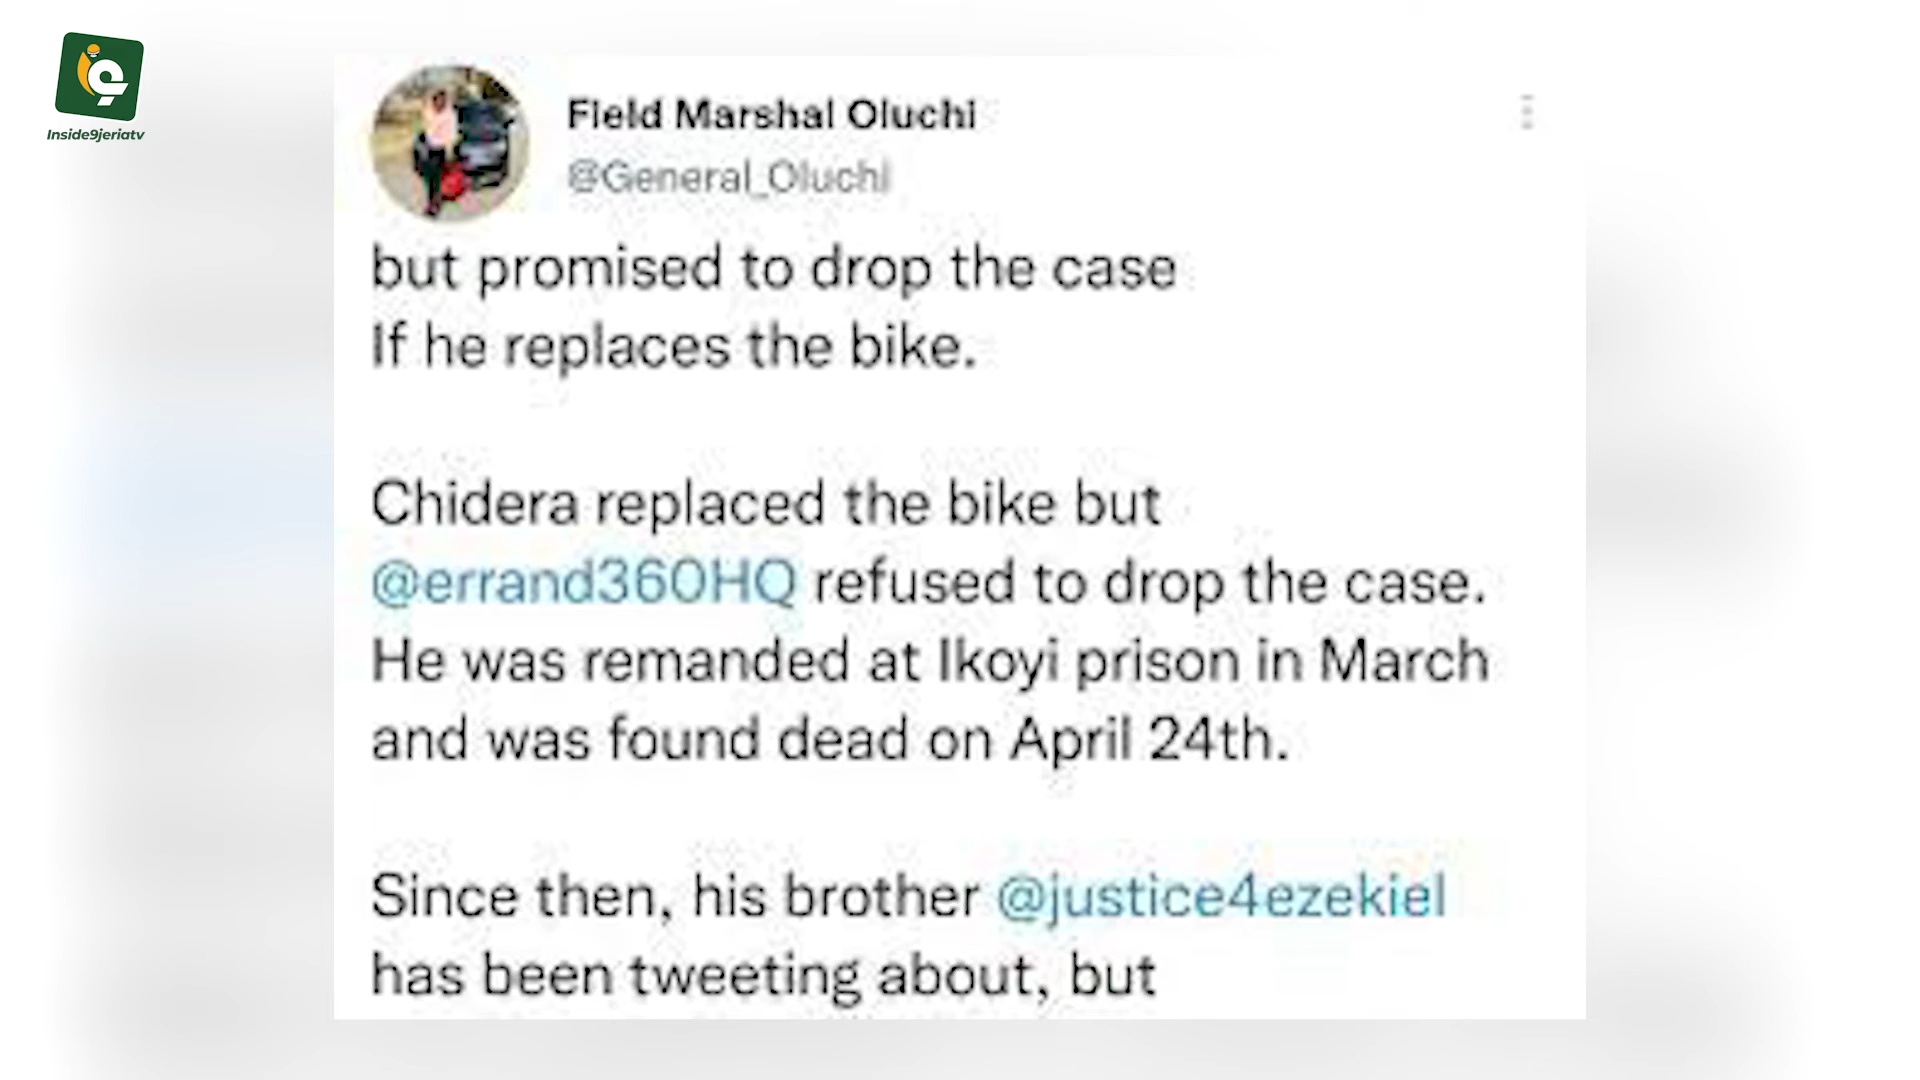 Inside9jeriatv
Field Marshal Oluchi
@General_Oluchi
but promised to drop the case
If he replaces the bike.
Chidera replaced the bike but
@errand360HQ refused to drop the case.
He was remanded at Ikoyi prison in March
and was found dead on April 24th.
Since then, his brother @justice4ezekiel
has been tweeting about, but